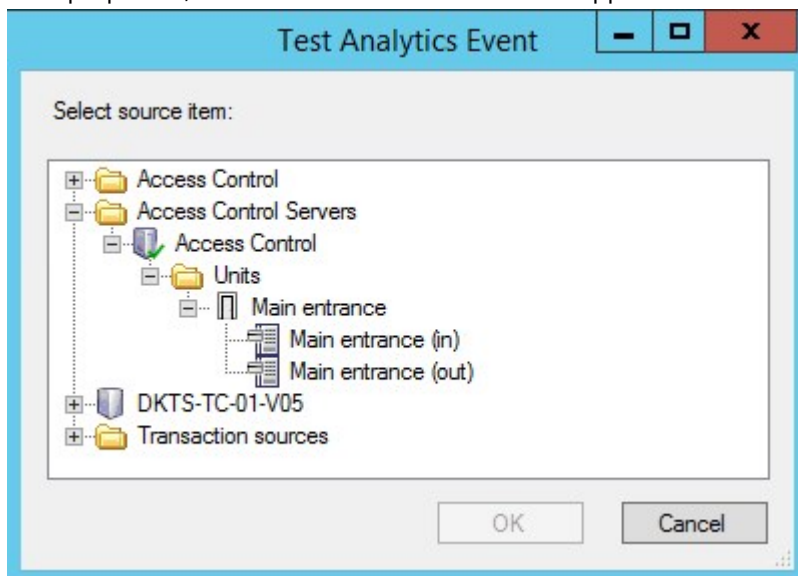 Test Analytics Event
Select source item:
Access Control
Access Control Servers
Access Control
Units
Main entrance
Main entrance (in)
Main entrance (out)
DKTS-TC-01-V05
Transaction sources
OK Cancel